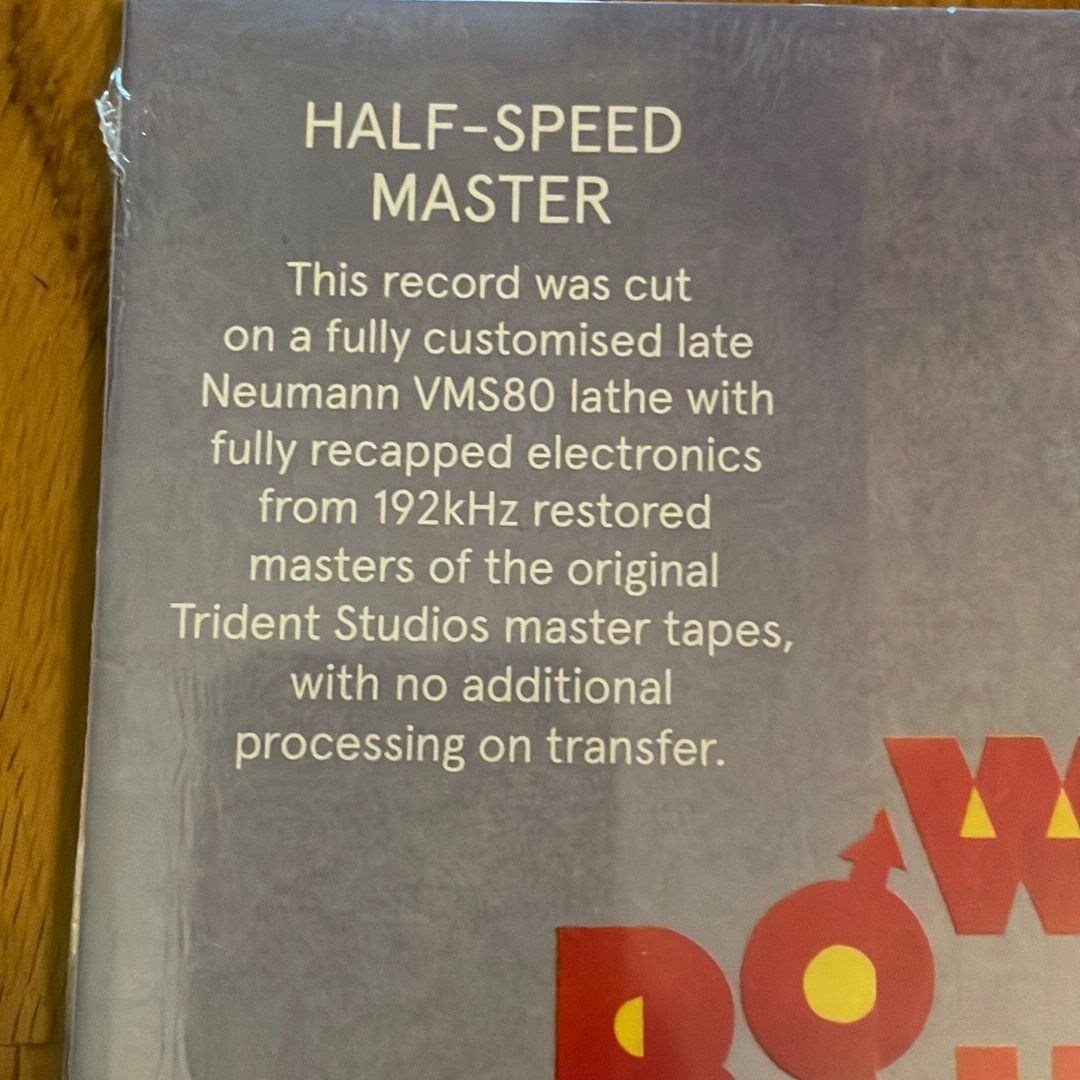 HALF-SPEED
MASTER
This record was cut
on a fully customised late
Neumann VMS80 lathe with
fully recapped electronics
from 192kHz restored
masters of the original
Trident Studios master tapes,
with no additional
processing on transfer.
W
BO